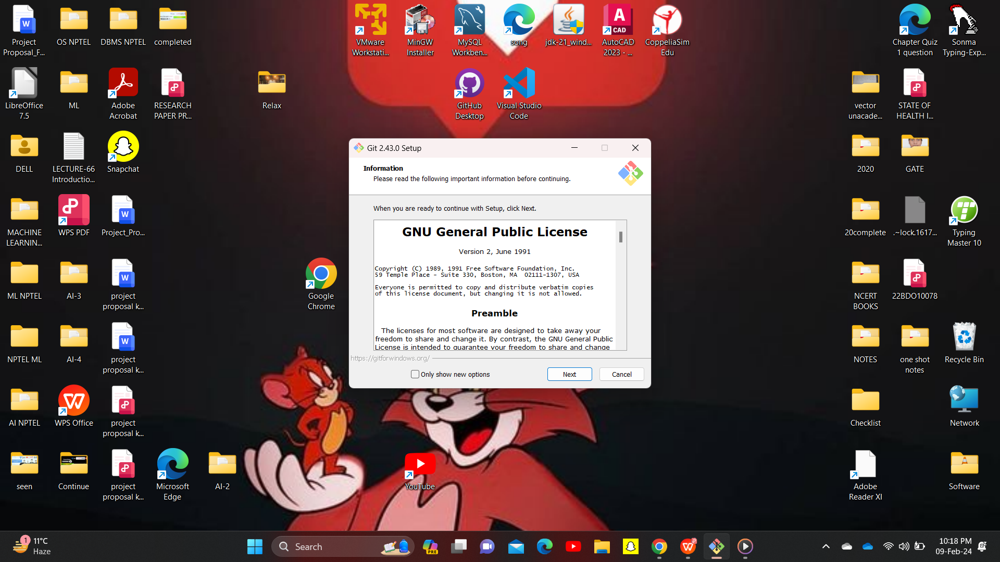 Project
Proposal_F...
OS NPTEL
DBMS NPTEL
completed
VMware
Workstati...
MinGW
Installer
MySQL
Workben...
song
jdk-21_wind...
AutoCAD
2023 - ...
CoppeliaSim
Edu
Chapter Quiz
1 question
Sonma
Typing-Exp...
LibreOffice
7.5
ML
Adobe
Acrobat
RESEARCH
PAPER PR...
Relax
GitHub
Desktop
Visual Studio
Code
vector
unacade...
STATE OF
HEALTH I...
DELL
LECTURE-66
Introductio...
Snapchat
2020
GATE
MACHINE
LEARNIN...
WPS PDF
Project_Pro...
20complete
.~lock.1617...
Typing
Master 10
ML NPTEL
AI-3
project
proposal k...
Google
Chrome
NCERT
BOOKS
22BDO10078
NPTEL ML
AI-4
project
proposal k...
NOTES
one shot
notes
Recycle Bin
AI NPTEL
WPS Office
project
proposal k...
Checklist
Network
seen
Continue
project
proposal k...
Microsoft
Edge
AI-2
YouTube
Adobe
Reader XI
Software
Git 2.43.0 Setup
Information
Please read the following important information before continuing.
When you are ready to continue with Setup, click Next.
GNU General Public License
Version 2, June 1991
Copyright (C) 1989, 1991 Free Software Foundation, Inc.
59 Temple Place - Suite 330, Boston, MA  02111-1307, USA
Everyone is permitted to copy and distribute verbatim copies
of this license document, but changing it is not allowed.
Preamble
The licenses for most software are designed to take away your
freedom to share and change it. By contrast, the GNU General Public
License is intended to guarantee your freedom to share and change
https://gitforwindows.org/
Only show new options
Next
Cancel
1
11°C
Haze
Search
PRE
10:18 PM
09-Feb-24